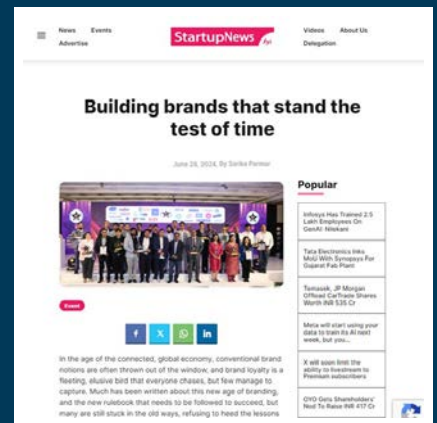 News Events
Advertise
StartupNews fyi
Videos About Us
Delegation
Building brands that stand the
test of time
June 28, 2024, By Sarika Parmar
Popular
Infosys Has Trained 2.5
Lakh Employees On
GenAI: Nilekani
Tata Electronics Inks
MoU With Synopsys For
Gujarat Fab Plant
Temasek, JP Morgan
Offload CarTrade Shares
Worth INR 535 Cr
Meta will start using your
data to train its AI next
week, but you...
X will soon limit the
ability to livestream to
Premium subscribers
OYO Gets Shareholders'
Nod To Raise INR 417 Cr
Event
In the age of the connected, global economy, conventional brand
notions are often thrown out of the window, and brand loyalty is a
fleeting, elusive bird that everyone chases, but few manage to
capture. Much has been written about this new age of branding,
and the new rulebook that needs to be followed to succeed, but
many are still stuck in the old ways, refusing to heed the lessons